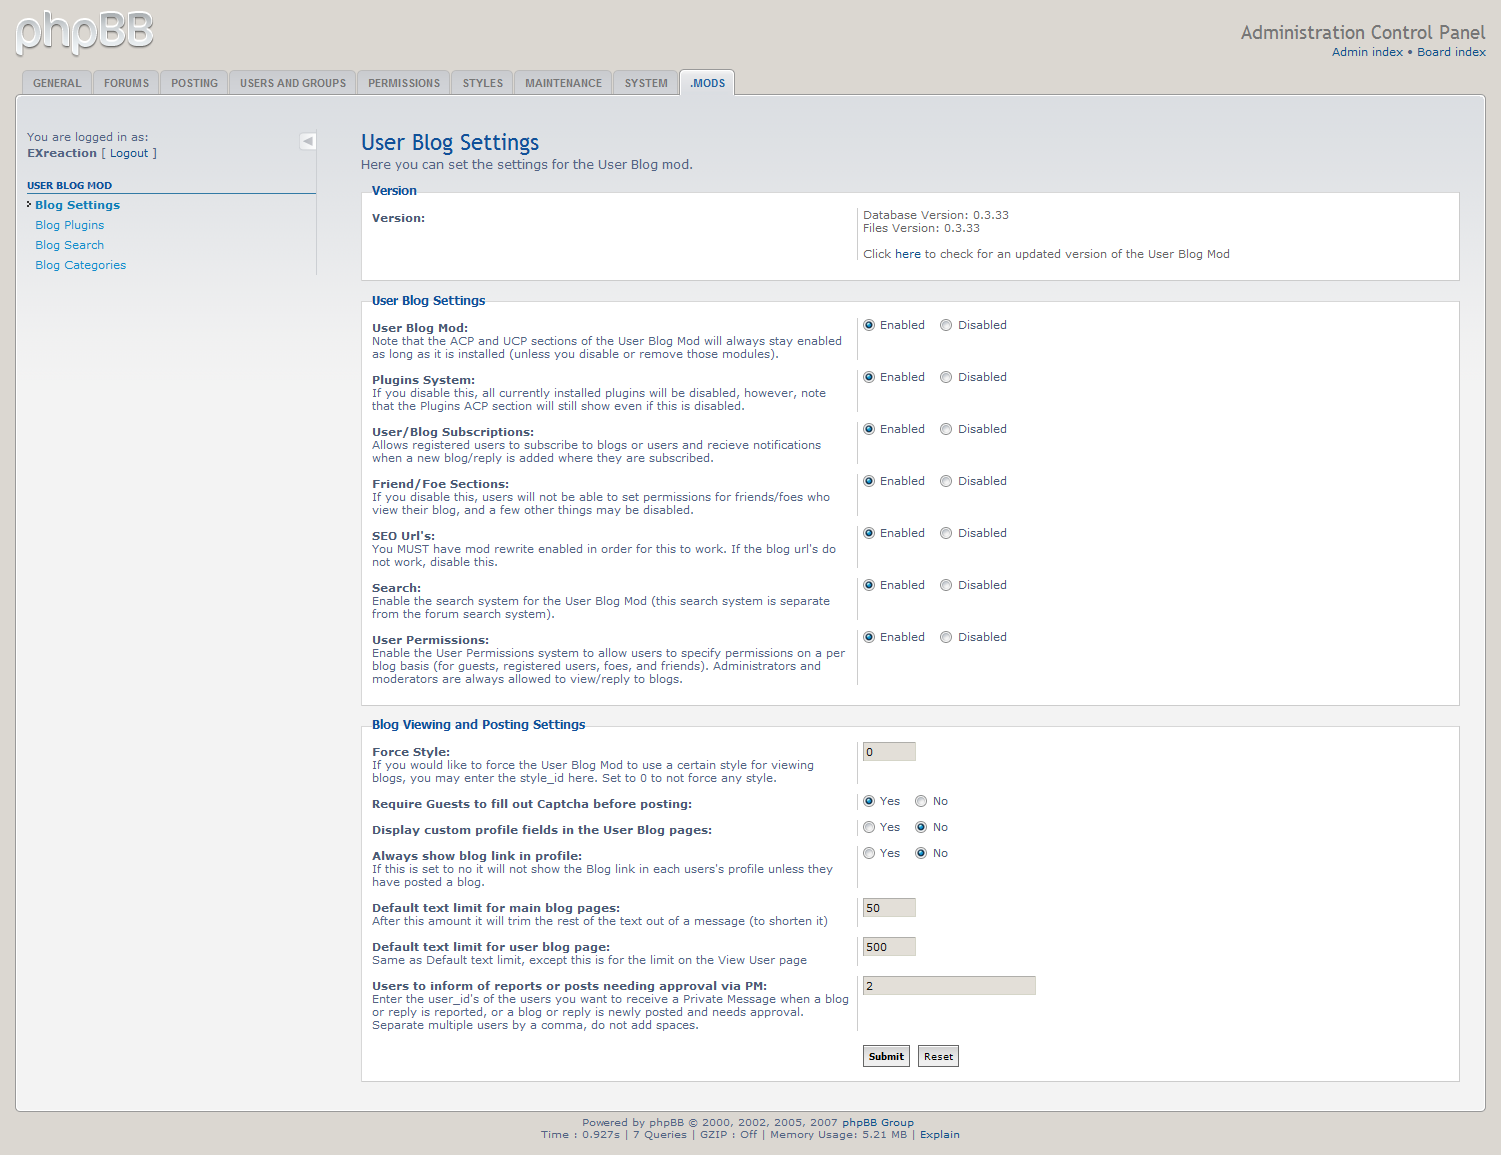 phpBB
Administration Control Panel
Admin index • Board index
GENERAL FORUMS POSTING USERS AND GROUPS PERMISSIONS STYLES MAINTENANCE SYSTEM .MODS
You are logged in as:
EXreaction [ Logout ]
USER BLOG MOD
Blog Settings
Blog Plugins
Blog Search
Blog Categories
User Blog Settings
Here you can set the settings for the User Blog mod.
Version
Version:
Database Version: 0.3.33
Files Version: 0.3.33
Click here to check for an updated version of the User Blog Mod
User Blog Settings
User Blog Mod:
Note that the ACP and UCP sections of the User Blog Mod will always stay enabled
as long as it is installed (unless you disable or remove those modules).
Enabled Disabled
Plugins System:
If you disable this, all currently installed plugins will be disabled, however, note
that the Plugins ACP section will still show even if this is disabled.
Enabled Disabled
User/Blog Subscriptions:
Allows registered users to subscribe to blogs or users and recieve notifications
when a new blog/reply is added where they are subscribed.
Enabled Disabled
Friend/Foe Sections:
If you disable this, users will not be able to set permissions for friends/foes who
view their blog, and a few other things may be disabled.
Enabled Disabled
SEO Url's:
You MUST have mod rewrite enabled in order for this to work. If the blog url's do
not work, disable this.
Enabled Disabled
Search:
Enable the search system for the User Blog Mod (this search system is separate
from the forum search system).
Enabled Disabled
User Permissions:
Enable the User Permissions system to allow users to specify permissions on a per
blog basis (for guests, registered users, foes, and friends). Administrators and
moderators are always allowed to view/reply to blogs.
Enabled Disabled
Blog Viewing and Posting Settings
Force Style:
If you would like to force the User Blog Mod to use a certain style for viewing
blogs, you may enter the style_id here. Set to 0 to not force any style.
0
Require Guests to fill out Captcha before posting:
Yes No
Display custom profile fields in the User Blog pages:
Yes No
Always show blog link in profile:
If this is set to no it will not show the Blog link in each users's profile unless they
have posted a blog.
Yes No
Default text limit for main blog pages:
After this amount it will trim the rest of the text out of a message (to shorten it)
50
Default text limit for user blog page:
Same as Default text limit, except this is for the limit on the View User page
500
Users to inform of reports or posts needing approval via PM:
Enter the user_id's of the users you want to receive a Private Message when a blog
or reply is reported, or a blog or reply is newly posted and needs approval.
Separate multiple users by a comma, do not add spaces.
2
Submit Reset
Powered by phpBB © 2000, 2002, 2005, 2007 phpBB Group
Time : 0.927s | 7 Queries | GZIP : Off | Memory Usage: 5.21 MB | Explain